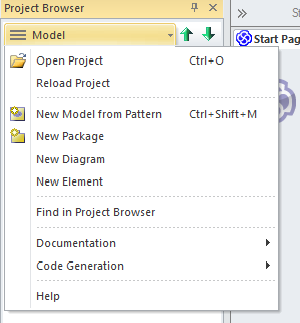 Project Browser
Model
Start Pag
Open Project Ctrl+O
Reload Project
New Model from Pattern Ctrl+Shift+M
New Package
New Diagram
New Element
Find in Project Browser
Documentation
Code Generation
Help